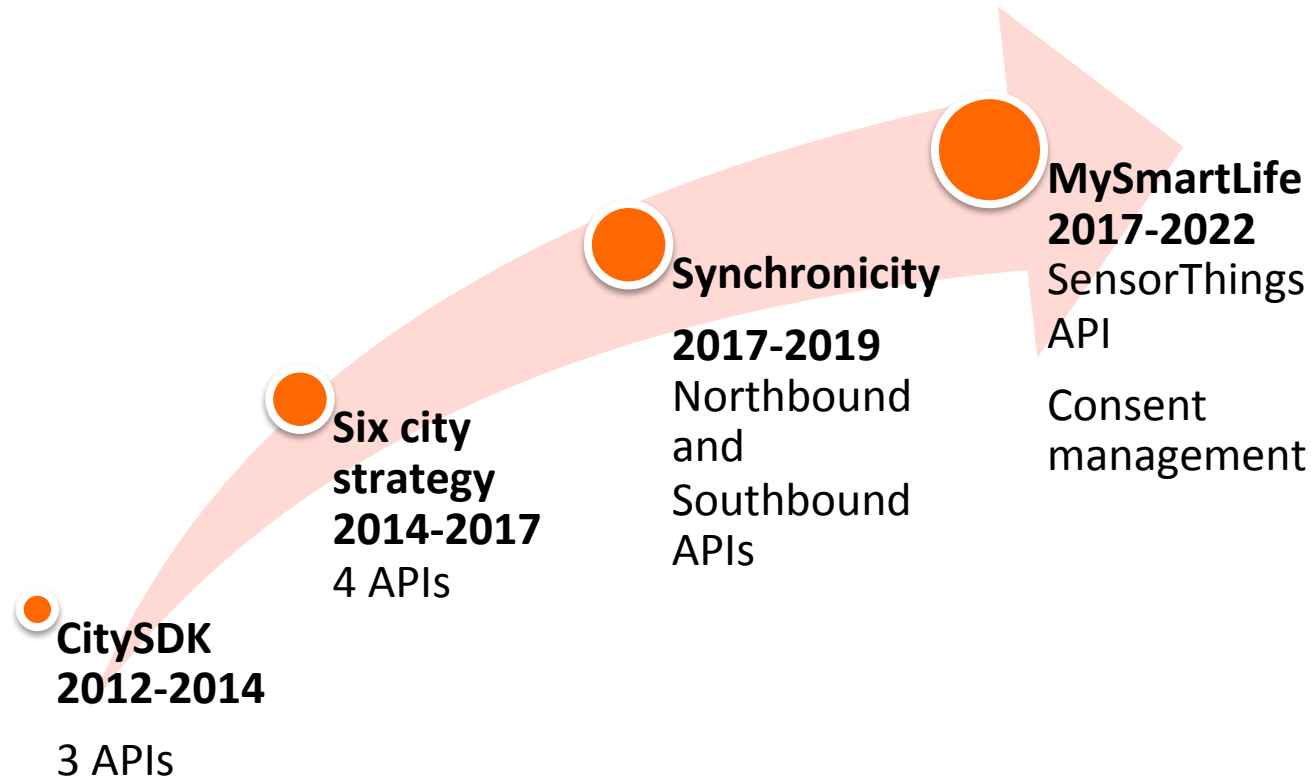 CitySDK
2012-2014
3 APIs
Six city
strategy
2014-2017
4 APIs
Synchronicity
2017-2019
Northbound
and
Southbound
APIs
MySmartLife
2017-2022
SensorThings
API
Consent
management